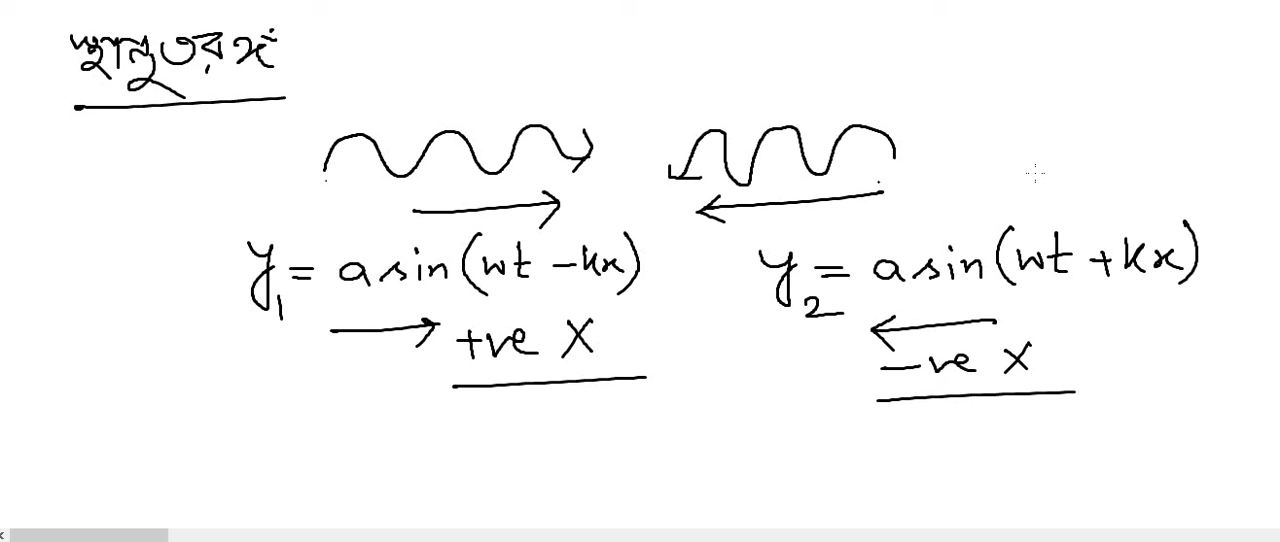 স্থানুতরঙ্গ
y₁ = a sin(wt - kx) y₂ = a sin(wt + kx)
+ve X -ve X